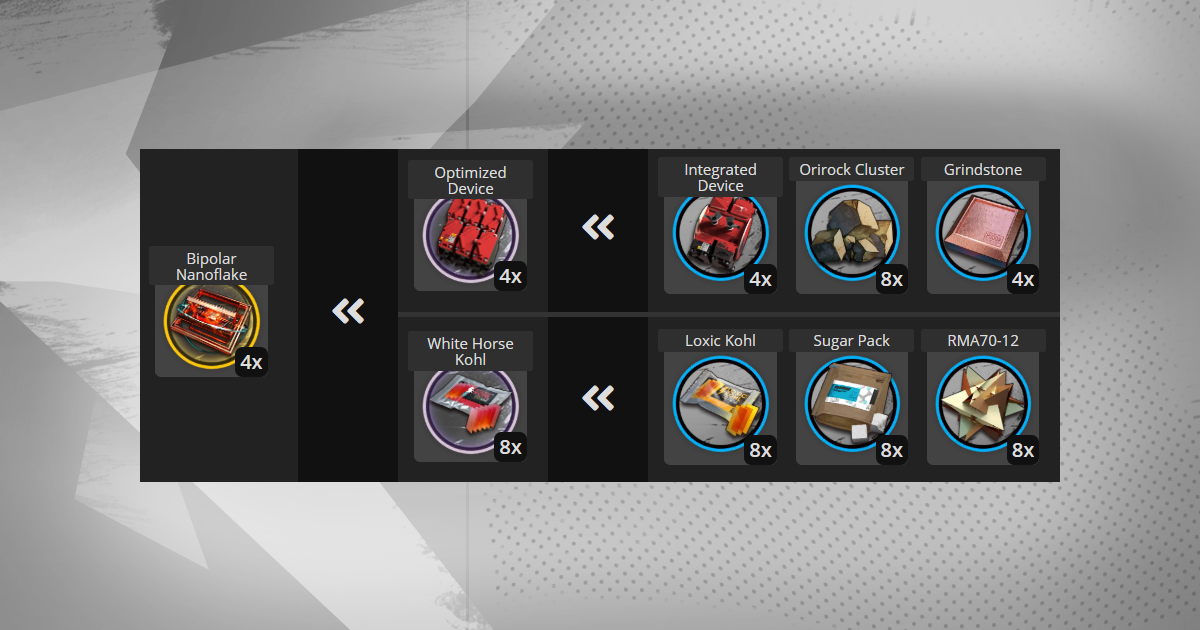 Bipolar
Nanoflake
4x
Optimized
Device
4x
Integrated
Device
4x
Orirock Cluster
8x
Grindstone
4x
White Horse
Kohl
8x
Loxic Kohl
8x
Sugar Pack
8x
RMA70-12
8x